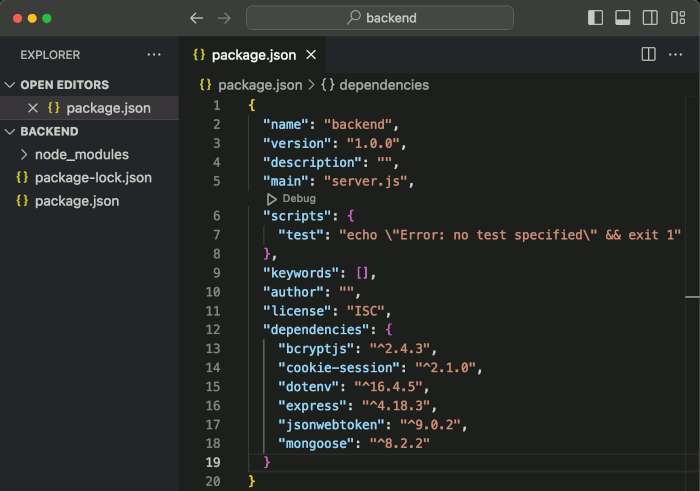 backend
EXPLORER
package.json
OPEN EDITORS
{} package.json
BACKEND
node_modules
{} package-lock.json
{} package.json
{} package.json > {} dependencies
1 {
2 "name": "backend",
3 "version": "1.0.0",
4 "description": "",
5 "main": "server.js",
Debug
6 "scripts": {
7 "test": "echo \"Error: no test specified\" && exit 1"
8 },
9 "keywords": [],
10 "author": "",
11 "license": "ISC",
12 "dependencies": {
13 "bcryptjs": "^2.4.3",
14 "cookie-session": "^2.1.0",
15 "dotenv": "^16.4.5",
16 "express": "^4.18.3",
17 "jsonwebtoken": "^9.0.2",
18 "mongoose": "^8.2.2"
19 }
20 }